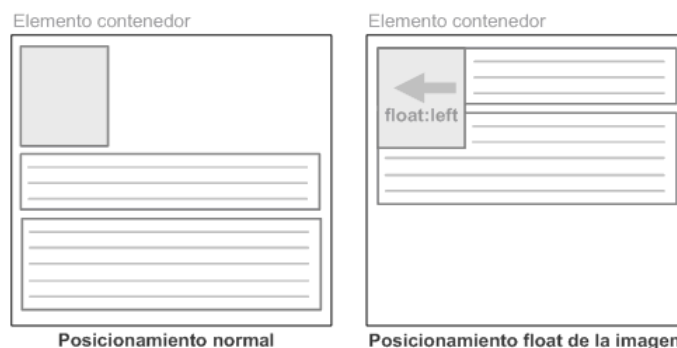 Elemento contenedor
Elemento contenedor
float:left
Posicionamiento normal
Posicionamiento float de la imagen